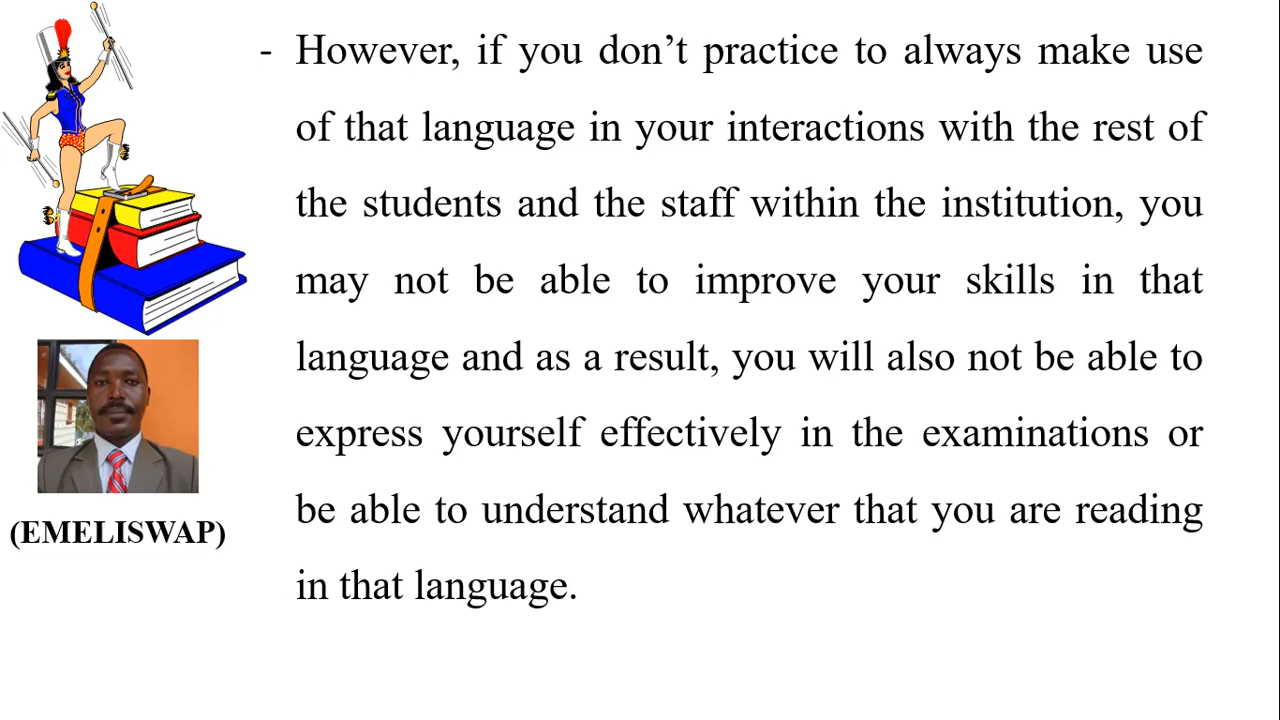 - However, if you don’t practice to always make use
of that language in your interactions with the rest of
the students and the staff within the institution, you
may not be able to improve your skills in that
language and as a result, you will also not be able to
express yourself effectively in the examinations or
be able to understand whatever that you are reading
in that language.
(EMELISWAP)